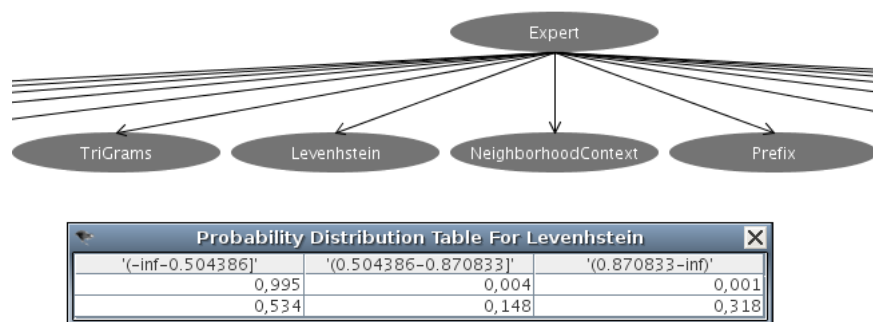 Expert
TriGrams Levenhstein NeighborhoodContext Prefix
Probability Distribution Table For Levenhstein
'(-inf-0.504386]' '(0.504386-0.870833]' '(0.870833-inf)'
0,995 0,004 0,001
0,534 0,148 0,318